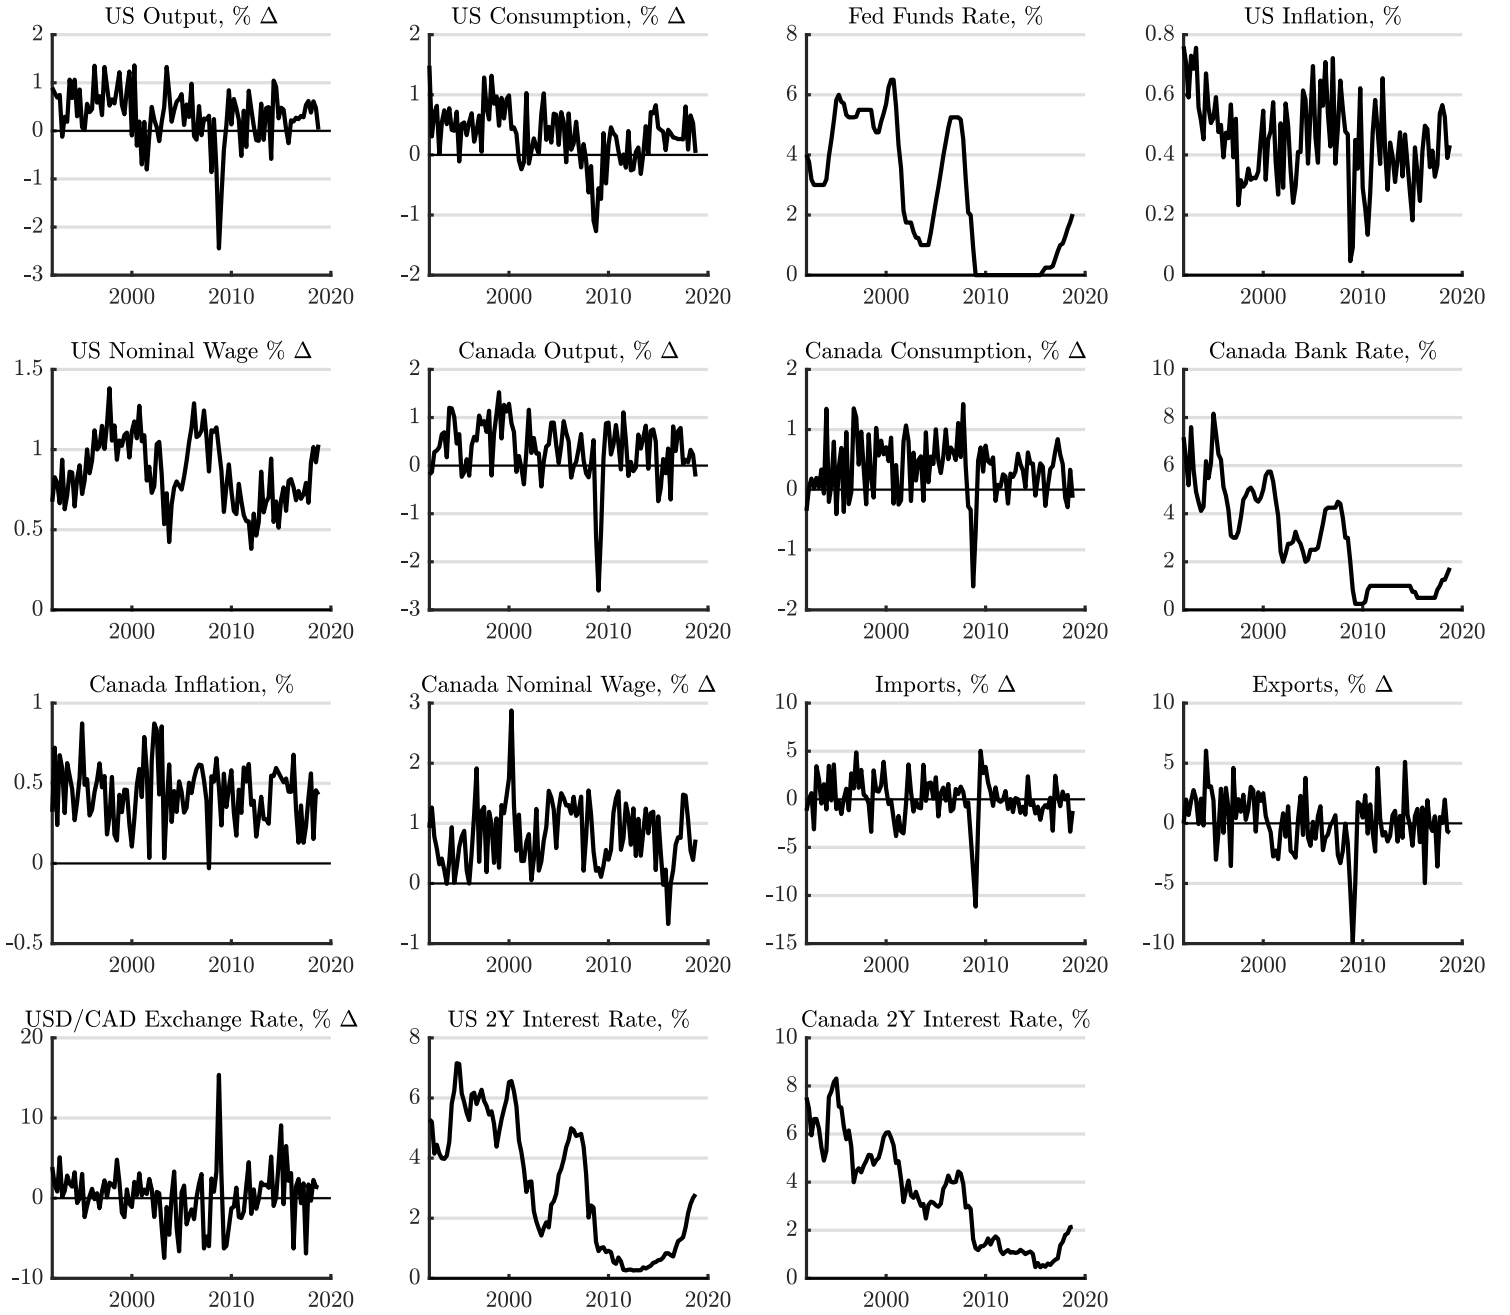 US Output, % Δ
2
1
0
-1
-2
-3
2000 2010 2020
US Consumption, % Δ
2
1
0
-1
-2
2000 2010 2020
Fed Funds Rate, %
8
6
4
2
0
2000 2010 2020
US Inflation, %
0.8
0.6
0.4
0.2
0
2000 2010 2020
US Nominal Wage % Δ
1.5
1
0.5
0
2000 2010 2020
Canada Output, % Δ
2
1
0
-1
-2
-3
2000 2010 2020
Canada Consumption, % Δ
2
1
0
-1
-2
2000 2010 2020
Canada Bank Rate, %
10
8
6
4
2
0
2000 2010 2020
Canada Inflation, %
1
0.5
0
-0.5
2000 2010 2020
Canada Nominal Wage, % Δ
3
2
1
0
-1
2000 2010 2020
Imports, % Δ
10
5
0
-5
-10
-15
2000 2010 2020
Exports, % Δ
10
5
0
-5
-10
2000 2010 2020
USD/CAD Exchange Rate, % Δ
20
10
0
-10
2000 2010 2020
US 2Y Interest Rate, %
8
6
4
2
0
2000 2010 2020
Canada 2Y Interest Rate, %
10
8
6
4
2
0
2000 2010 2020